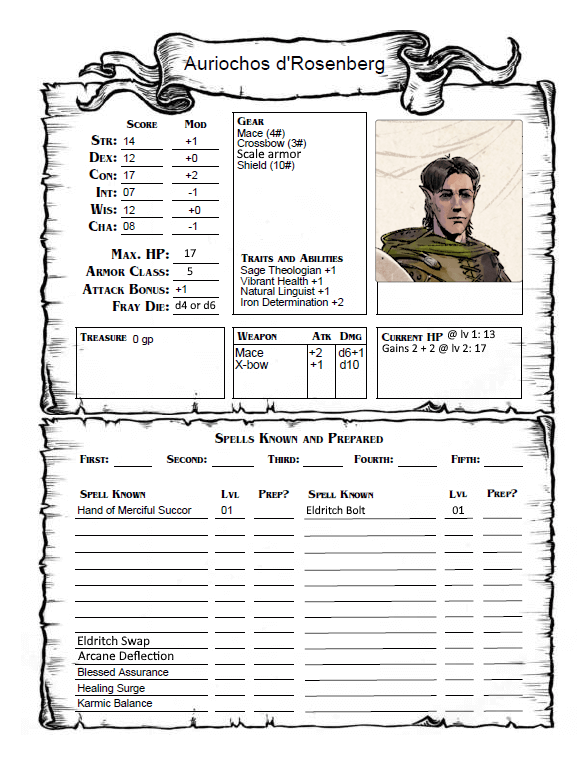 Auriochos d'Rosenberg
SCORE MOD
STR: 14 +1
DEX: 12 +0
CON: 17 +2
INT: 07 -1
WIS: 12 +0
CHA: 08 -1
MAX. HP: 17
ARMOR CLASS: 5
ATTACK BONUS: +1
FRAY DIE: d4 or d6
GEAR
Mace (4#)
Crossbow (3#)
Scale armor
Shield (10#)
TRAITS AND ABILITIES
Sage Theologian +1
Vibrant Health +1
Natural Linguist +1
Iron Determination +2
TREASURE 0 gp
WEAPON ATK DMG
Mace +2 d6+1
X-bow +1 d10
CURRENT HP @ lv 1: 13
Gains 2 + 2 @ lv 2: 17
SPELLS KNOWN AND PREPARED
FIRST: SECOND: THIRD: FOURTH: FIFTH:
SPELL KNOWN LVL PREP? SPELL KNOWN LVL PREP?
Hand of Merciful Succor 01 Eldritch Bolt 01
Eldritch Swap
Arcane Deflection
Blessed Assurance
Healing Surge
Karmic Balance